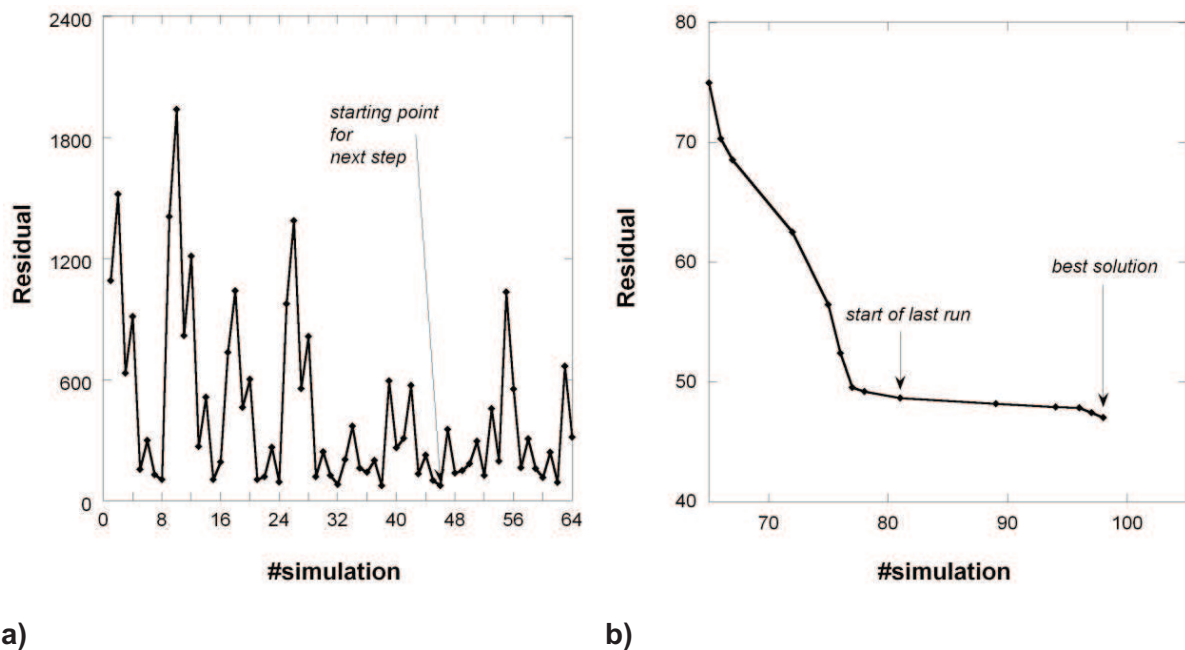 2400
1800
1200
600
0
Residual
starting point
for
next step
0 8 16 24 32 40 48 56 64
#simulation
a)
80
70
60
50
40
Residual
best solution
start of last run
70 80 90 100
#simulation
b)